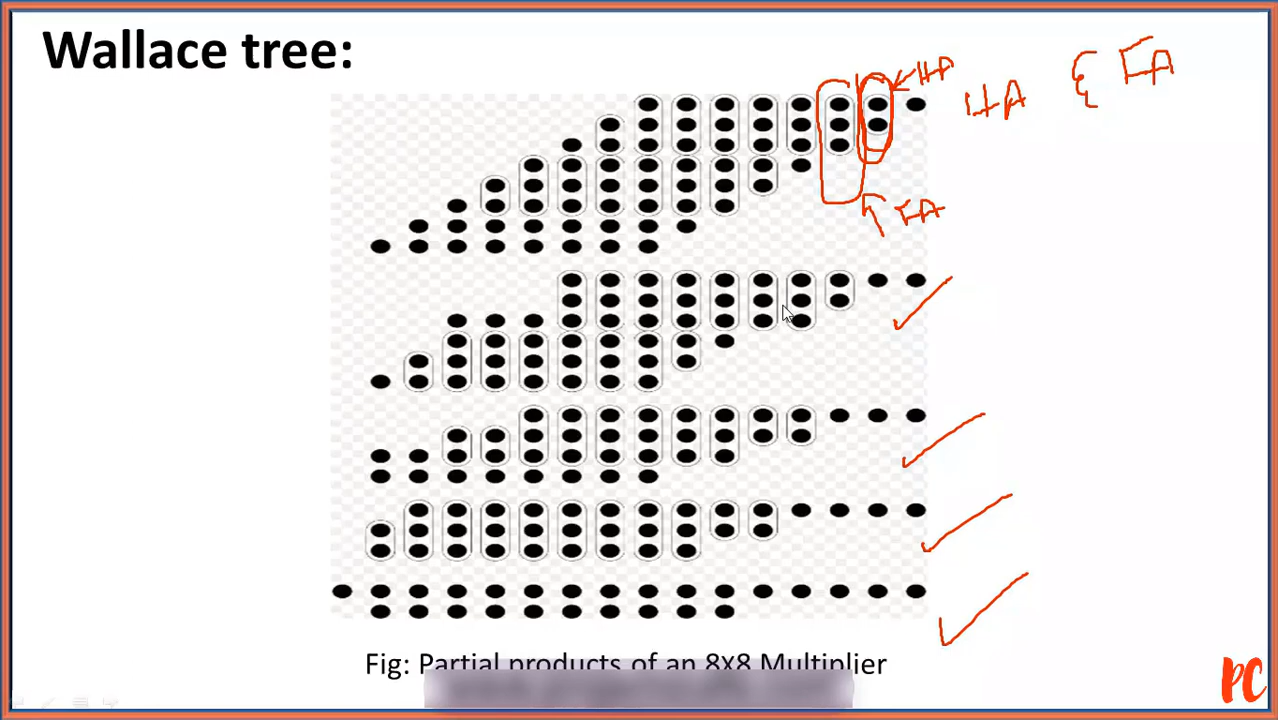 Wallace tree:
HA
HA & FA
FA
Fig: Partial products of an 8x8 Multiplier
PC